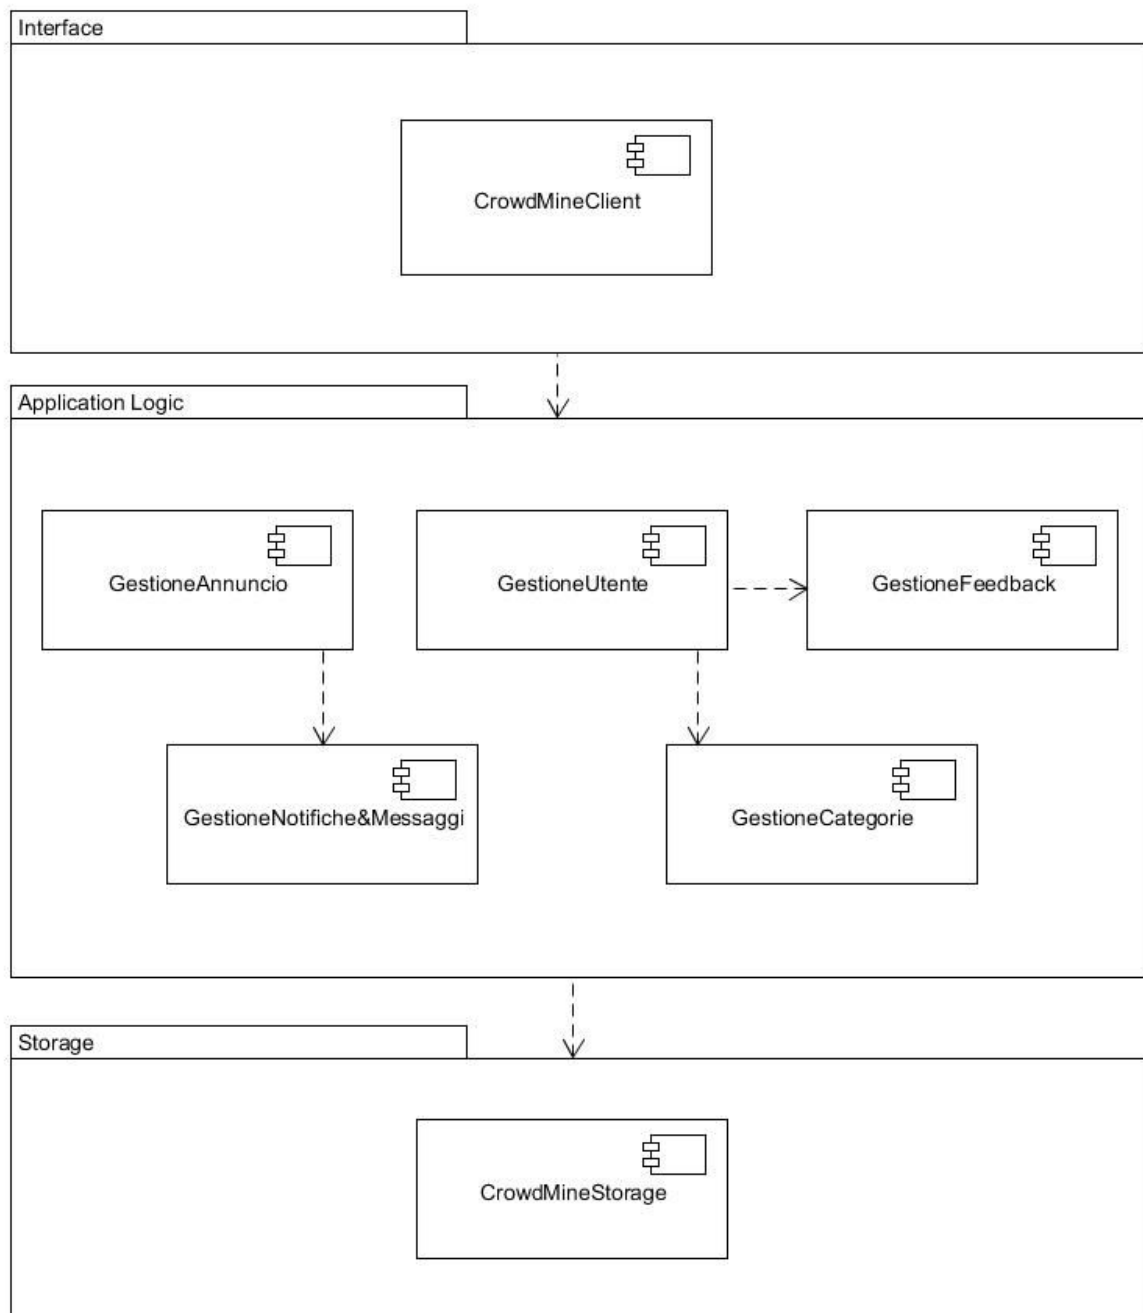 Interface
CrowdMineClient
Application Logic
GestioneAnnuncio
GestioneUtente
GestioneFeedback
GestioneNotifiche&Messaggi
GestioneCategorie
Storage
CrowdMineStorage